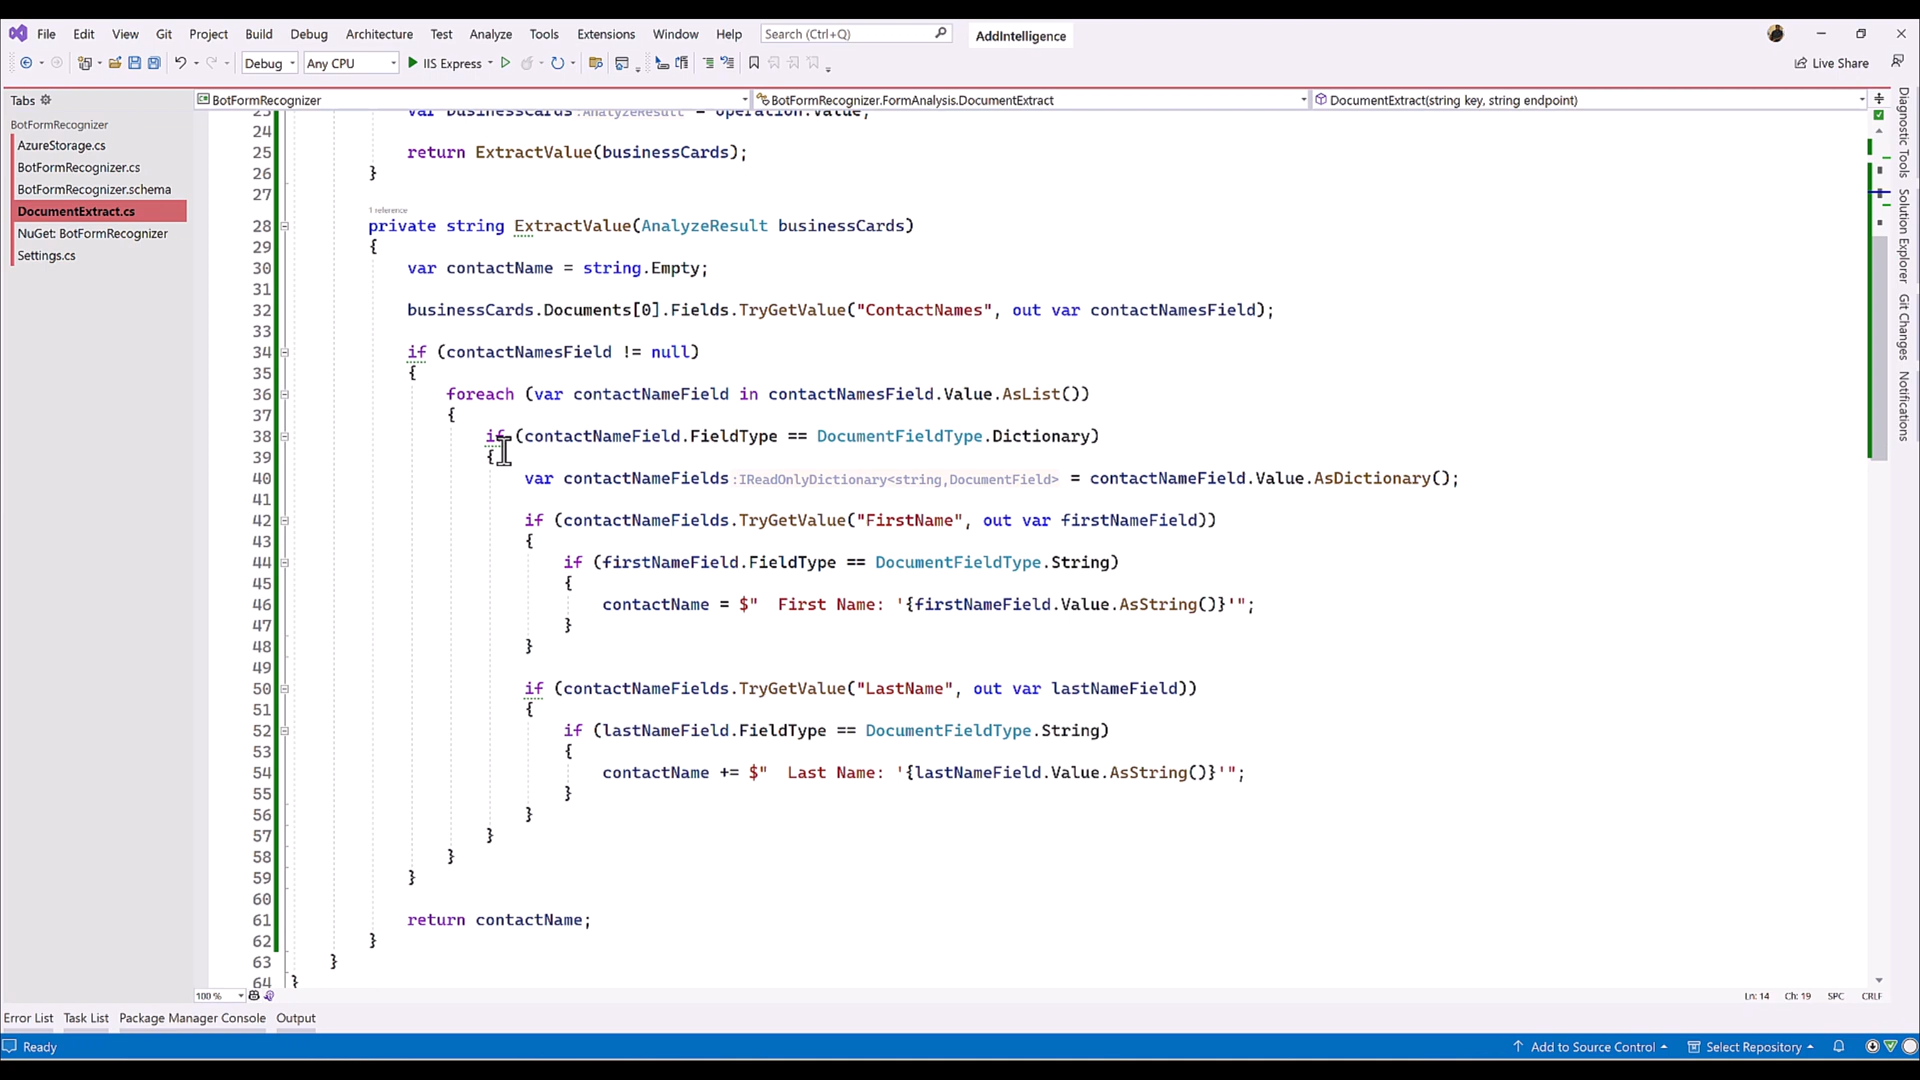 File Edit View Git Project Build Debug Architecture Test Analyze Tools Extensions Window Help Search (Ctrl+Q) AddIntelligence
Debug Any CPU IIS Express Live Share
Tabs
BotFormRecognizer
AzureStorage.cs
BotFormRecognizer.cs
BotFormRecognizer.schema
DocumentExtract.cs
NuGet: BotFormRecognizer
Settings.cs
BotFormRecognizer BotFormRecognizer.FormAnalysis.DocumentExtract DocumentExtract(string key, string endpoint)
23 var businessCards:AnalyzeResult = operation.Value;
24
25 return ExtractValue(businessCards);
26 }
27
1 reference
28 private string ExtractValue(AnalyzeResult businessCards)
29 {
30 var contactName = string.Empty;
31
32 businessCards.Documents[0].Fields.TryGetValue("ContactNames", out var contactNamesField);
33
34 if (contactNamesField != null)
35 {
36 foreach (var contactNameField in contactNamesField.Value.AsList())
37 {
38 if (contactNameField.FieldType == DocumentFieldType.Dictionary)
39 {
40 var contactNameFields:IReadOnlyDictionary<string,DocumentField> = contactNameField.Value.AsDictionary();
41
42 if (contactNameFields.TryGetValue("FirstName", out var firstNameField))
43 {
44 if (firstNameField.FieldType == DocumentFieldType.String)
45 {
46 contactName = $"  First Name: '{firstNameField.Value.AsString()}'";
47 }
48 }
49
50 if (contactNameFields.TryGetValue("LastName", out var lastNameField))
51 {
52 if (lastNameField.FieldType == DocumentFieldType.String)
53 {
54 contactName += $"  Last Name: '{lastNameField.Value.AsString()}'";
55 }
56 }
57 }
58 }
59 }
60
61 return contactName;
62 }
63 }
64 }
100 % Ln: 14 Ch: 19 SPC CRLF
Error List Task List Package Manager Console Output
Ready Add to Source Control Select Repository
Diagnostic Tools
Solution Explorer
Git Changes
Notifications